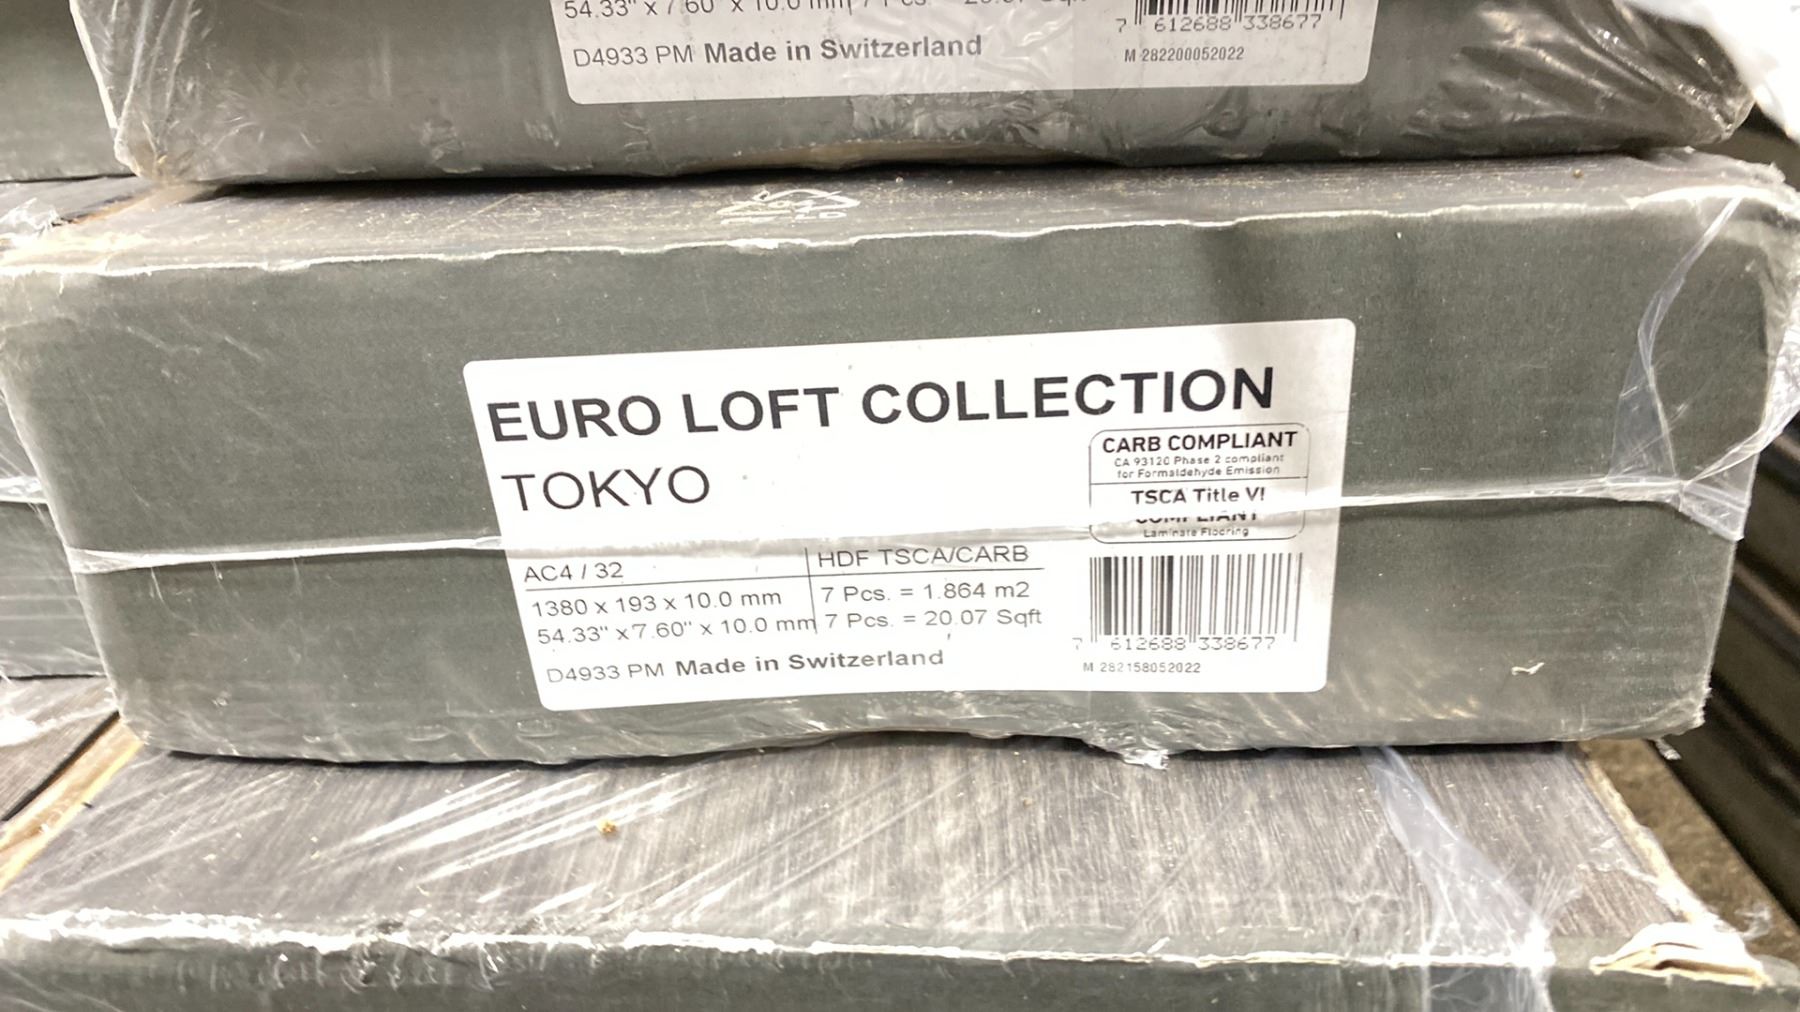 54.33" x 7.60" x 10.0 mm 7 Pcs.
7 612688 338677
D4933 PM Made in Switzerland
M 282200052022
EURO LOFT COLLECTION
TOKYO
CARB COMPLIANT
CA 93120 Phase 2 compliant
for Formaldehyde Emission
TSCA Title VI
COMPLIANT
Laminate Flooring
AC4 / 32
HDF TSCA/CARB
1380 x 193 x 10.0 mm
7 Pcs. = 1.864 m2
54.33" x 7.60" x 10.0 mm
7 Pcs. = 20.07 Sqft
7 612688 338677
D4933 PM Made in Switzerland
M 282158052022